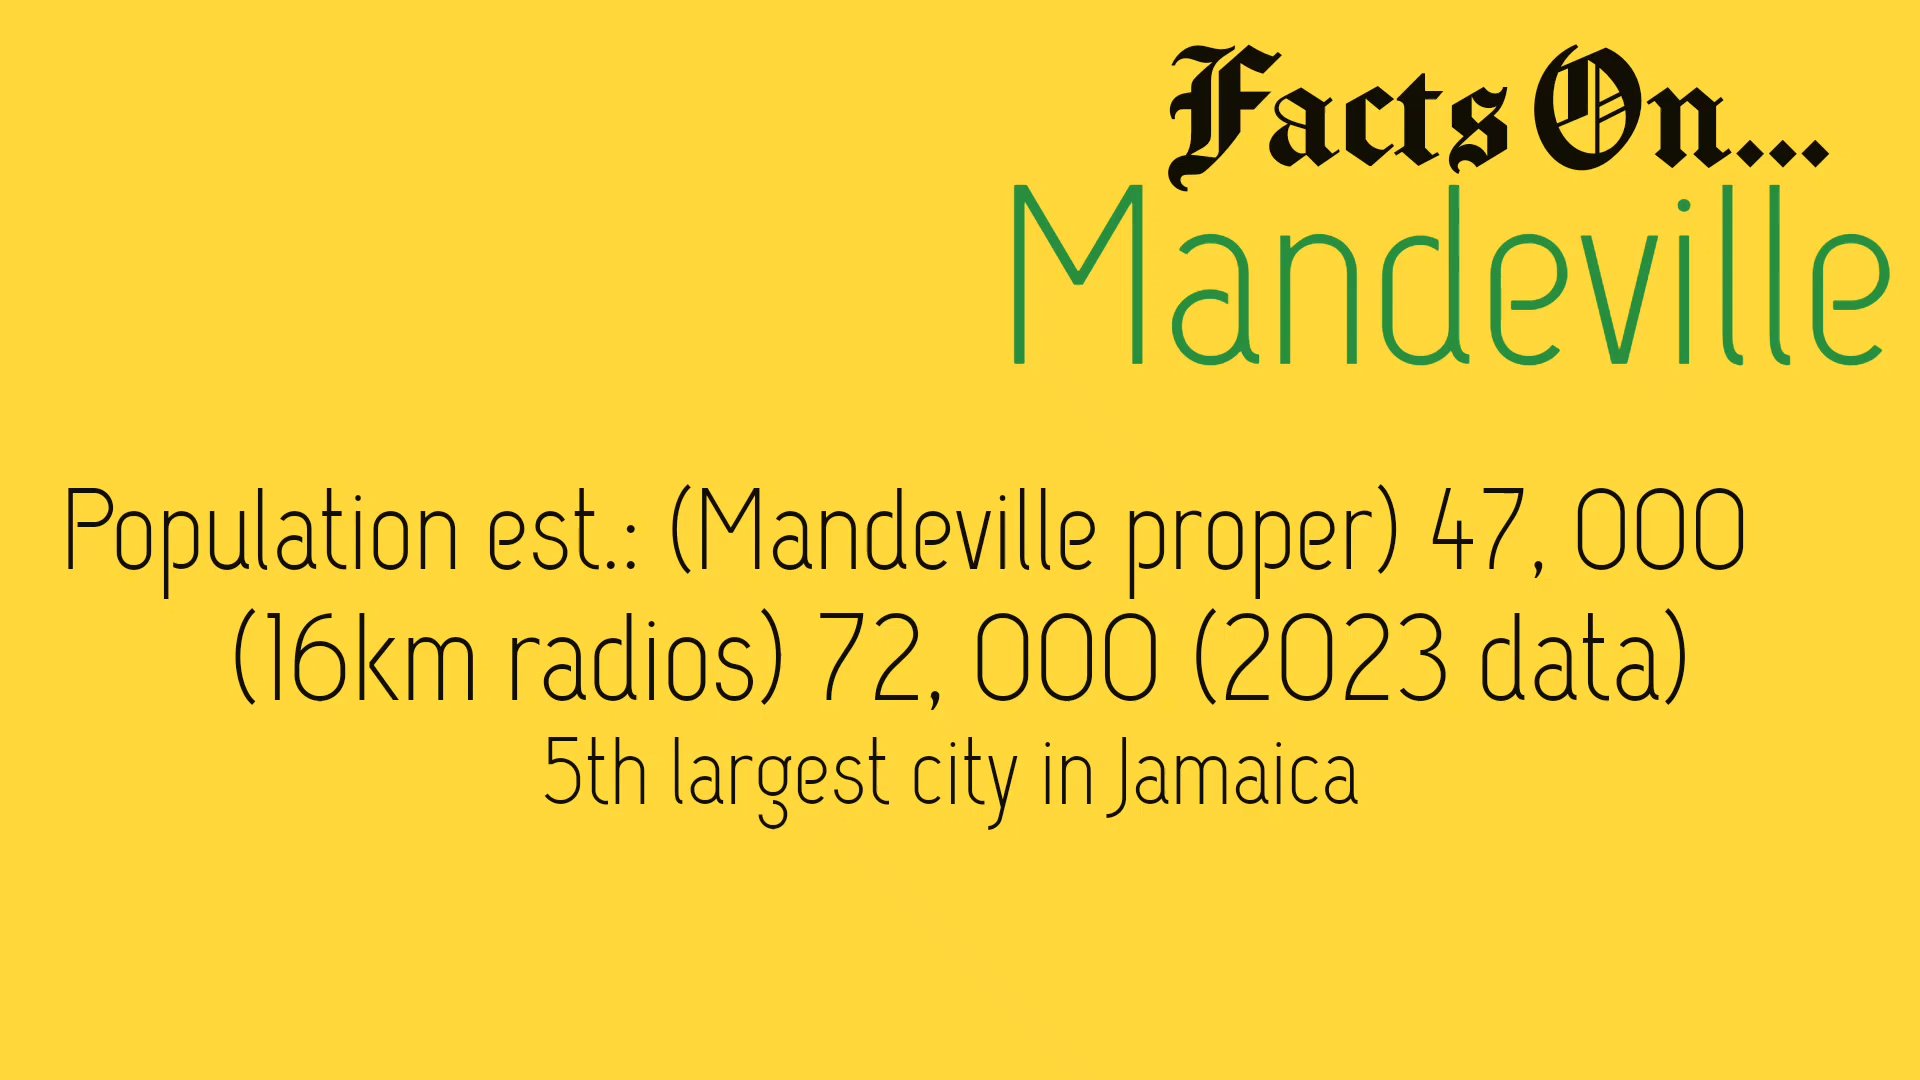 Facts On...
Mandeville
Population est.: (Mandeville proper) 47, 000
(16km radios) 72, 000 (2023 data)
5th largest city in Jamaica